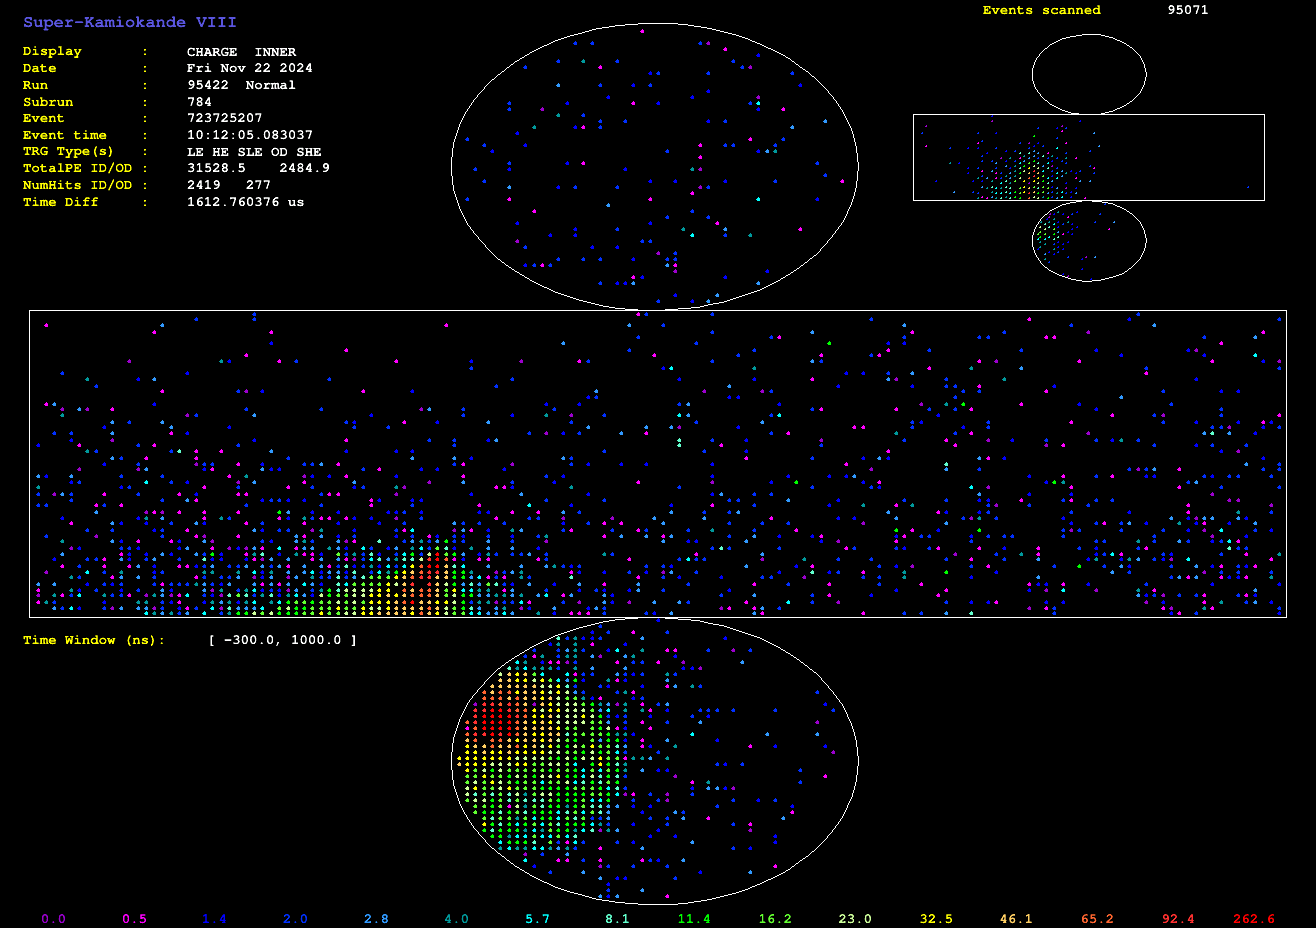 Super-Kamiokande VIII
Events scanned 95071
Display : CHARGE INNER
Date : Fri Nov 22 2024
Run : 95422 Normal
Subrun : 784
Event : 723725207
Event time : 10:12:05.083037
TRG Type(s) : LE HE SLE OD SHE
TotalPE ID/OD : 31528.5 2484.9
NumHits ID/OD : 2419 277
Time Diff : 1612.760376 us
Time Window (ns): [ -300.0, 1000.0 ]
0.0 0.5 1.4 2.0 2.8 4.0 5.7 8.1 11.4 16.2 23.0 32.5 46.1 65.2 92.4 262.6